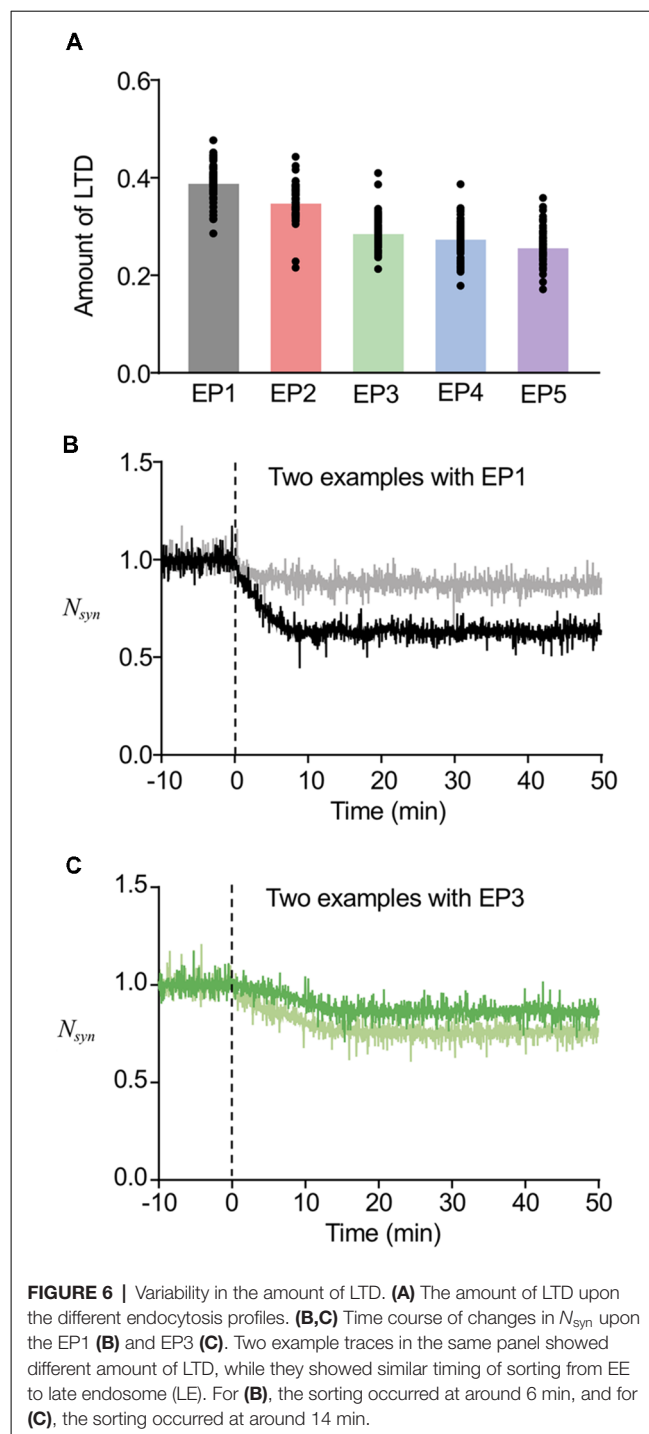 A
0.6
0.4
0.2
0.0
Amount of LTD
EP1 EP2 EP3 EP4 EP5
B
1.5
1.0
0.5
0.0
Nsyn
Two examples with EP1
-10 0 10 20 30 40 50
Time (min)
C
1.5
1.0
0.5
0.0
Nsyn
Two examples with EP3
-10 0 10 20 30 40 50
Time (min)
FIGURE 6 | Variability in the amount of LTD. (A) The amount of LTD upon
the different endocytosis profiles. (B,C) Time course of changes in Nsyn upon
the EP1 (B) and EP3 (C). Two example traces in the same panel showed
different amount of LTD, while they showed similar timing of sorting from EE
to late endosome (LE). For (B), the sorting occurred at around 6 min, and for
(C), the sorting occurred at around 14 min.